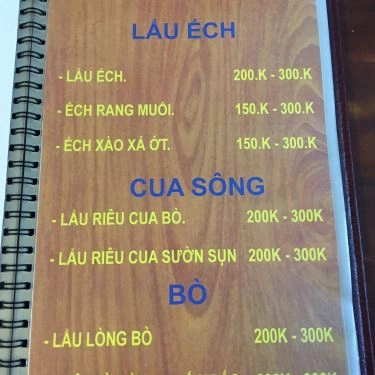 LẨU ẾCH
- LẨU ẾCH. 200.K - 300.K
- ẾCH RANG MUỐI. 150.K - 300.K
- ẾCH XÀO XẢ ỚT. 150.K - 300.K
CUA SÔNG
- LẨU RIÊU CUA BÒ. 200K - 300K
- LẨU RIÊU CUA SƯỜN SỤN 200K - 300K
BÒ
- LẨU LÒNG BÒ 200K - 300K